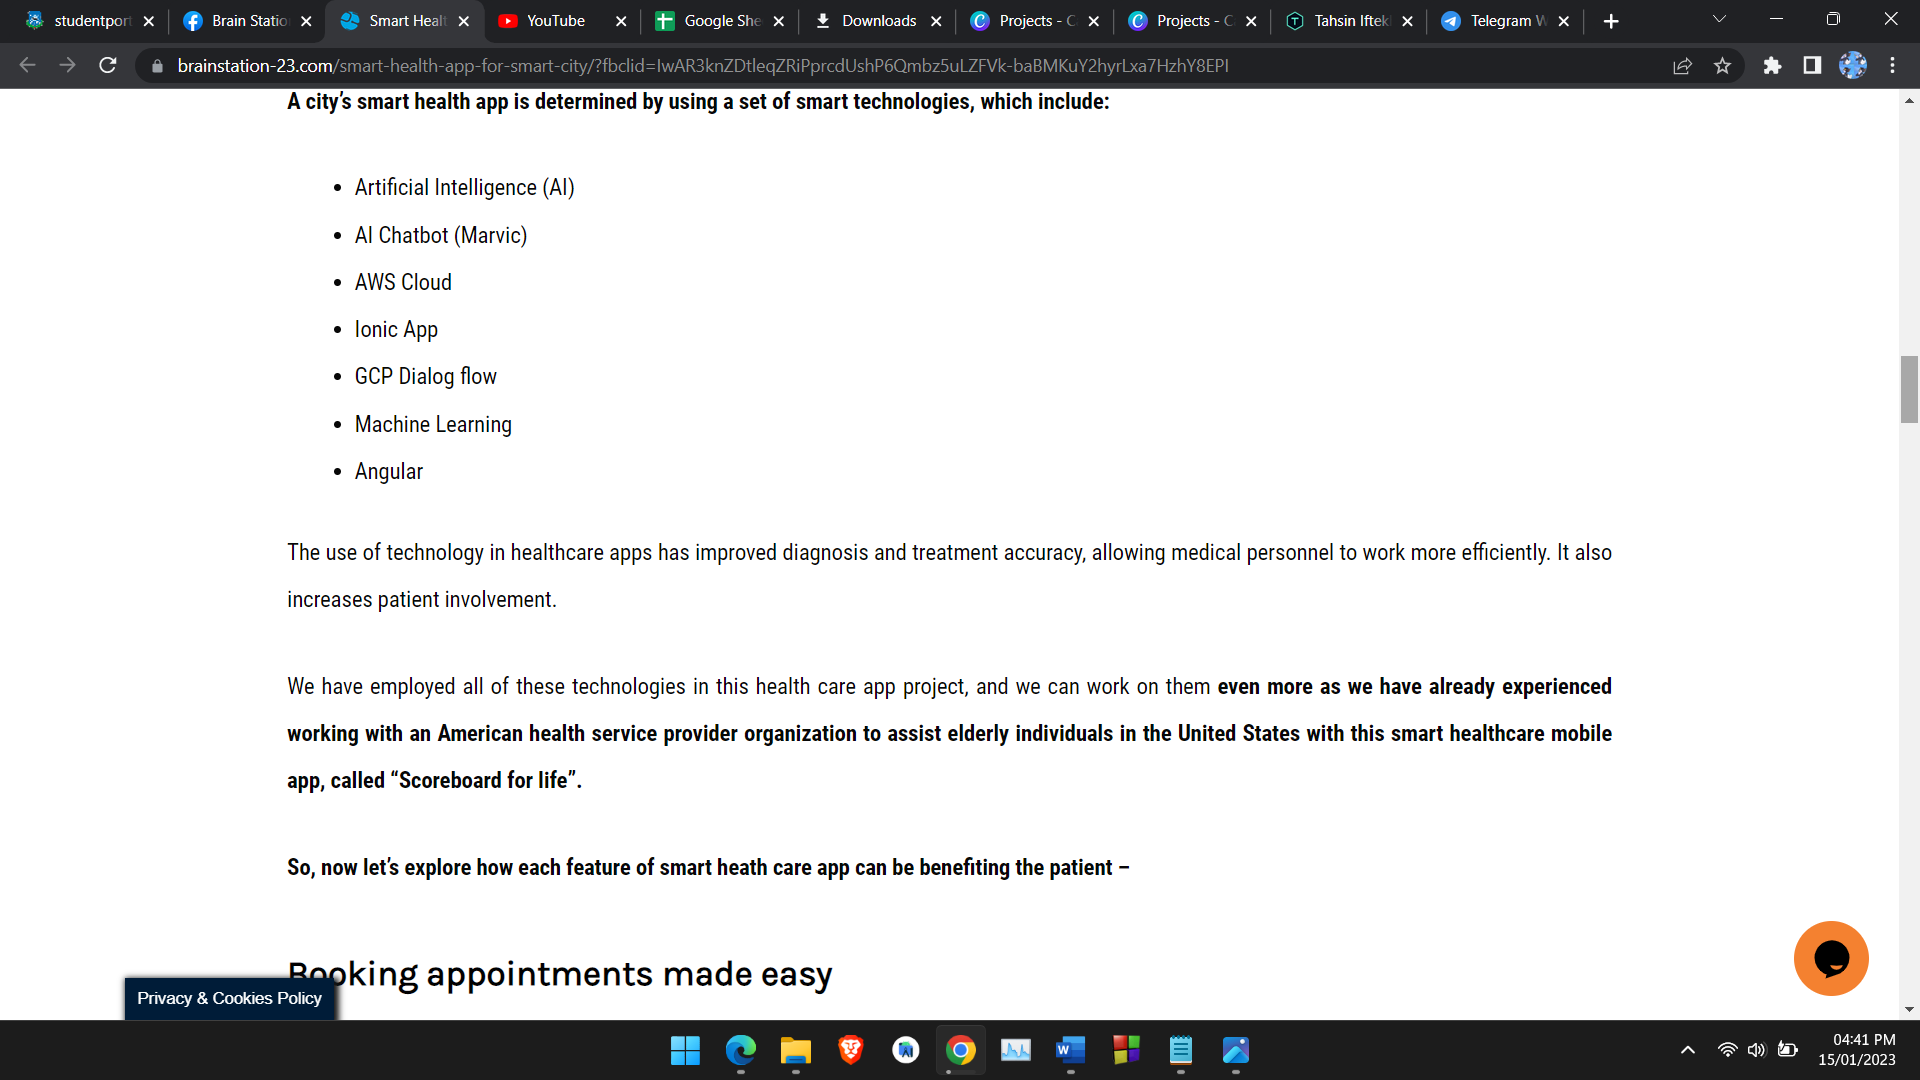 studentport
Brain Statio
Smart Healt
YouTube
Google She
Downloads
Projects - C
Projects - C
Tahsin Iftek
Telegram W
brainstation-23.com/smart-health-app-for-smart-city/?fbclid=IwAR3knZDtleqZRiPprcdUshP6Qmbz5uLZFVk-baBMKuY2hyrLxa7HzhY8EPI
A city’s smart health app is determined by using a set of smart technologies, which include:
• Artificial Intelligence (AI)
• AI Chatbot (Marvic)
• AWS Cloud
• Ionic App
• GCP Dialog flow
• Machine Learning
• Angular
The use of technology in healthcare apps has improved diagnosis and treatment accuracy, allowing medical personnel to work more efficiently. It also
increases patient involvement.
We have employed all of these technologies in this health care app project, and we can work on them even more as we have already experienced
working with an American health service provider organization to assist elderly individuals in the United States with this smart healthcare mobile
app, called “Scoreboard for life”.
So, now let’s explore how each feature of smart heath care app can be benefiting the patient –
Booking appointments made easy
Privacy & Cookies Policy
04:41 PM
15/01/2023